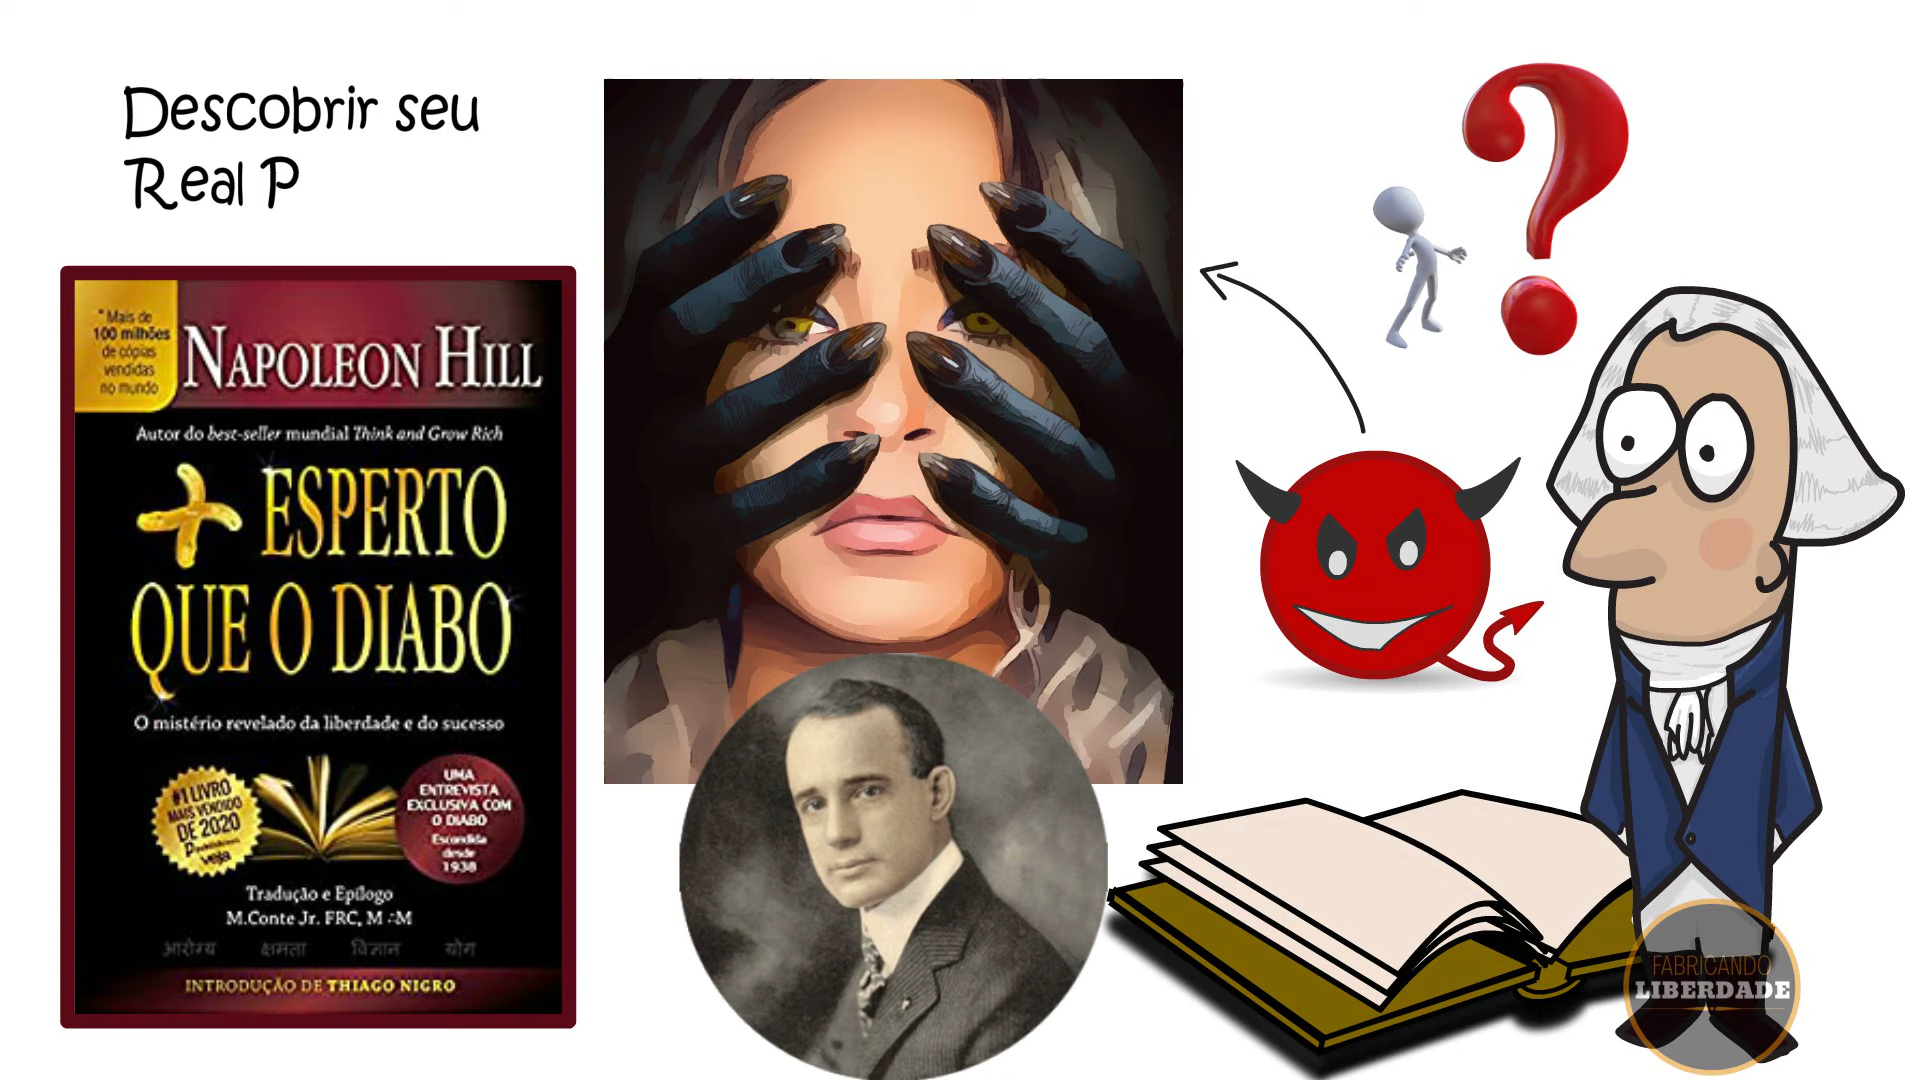 Descobrir seu
Real P
* Mais de
100 milhões
de cópias
vendidas
no mundo
NAPOLEON HILL
Autor do best-seller mundial Think and Grow Rich
+ ESPERTO
QUE O DIABO
O mistério revelado da liberdade e do sucesso
#1 LIVRO
MAIS VENDIDO
DE 2020
veja
UMA
ENTREVISTA
EXCLUSIVA COM
O DIABO
Escondida
desde
1938
Tradução e Epílogo
M.Conte Jr. FRC, M∴M
आरोग्य क्षमता विज्ञान योग
INTRODUÇÃO DE THIAGO NIGRO
FABRICANDO
LIBERDADE